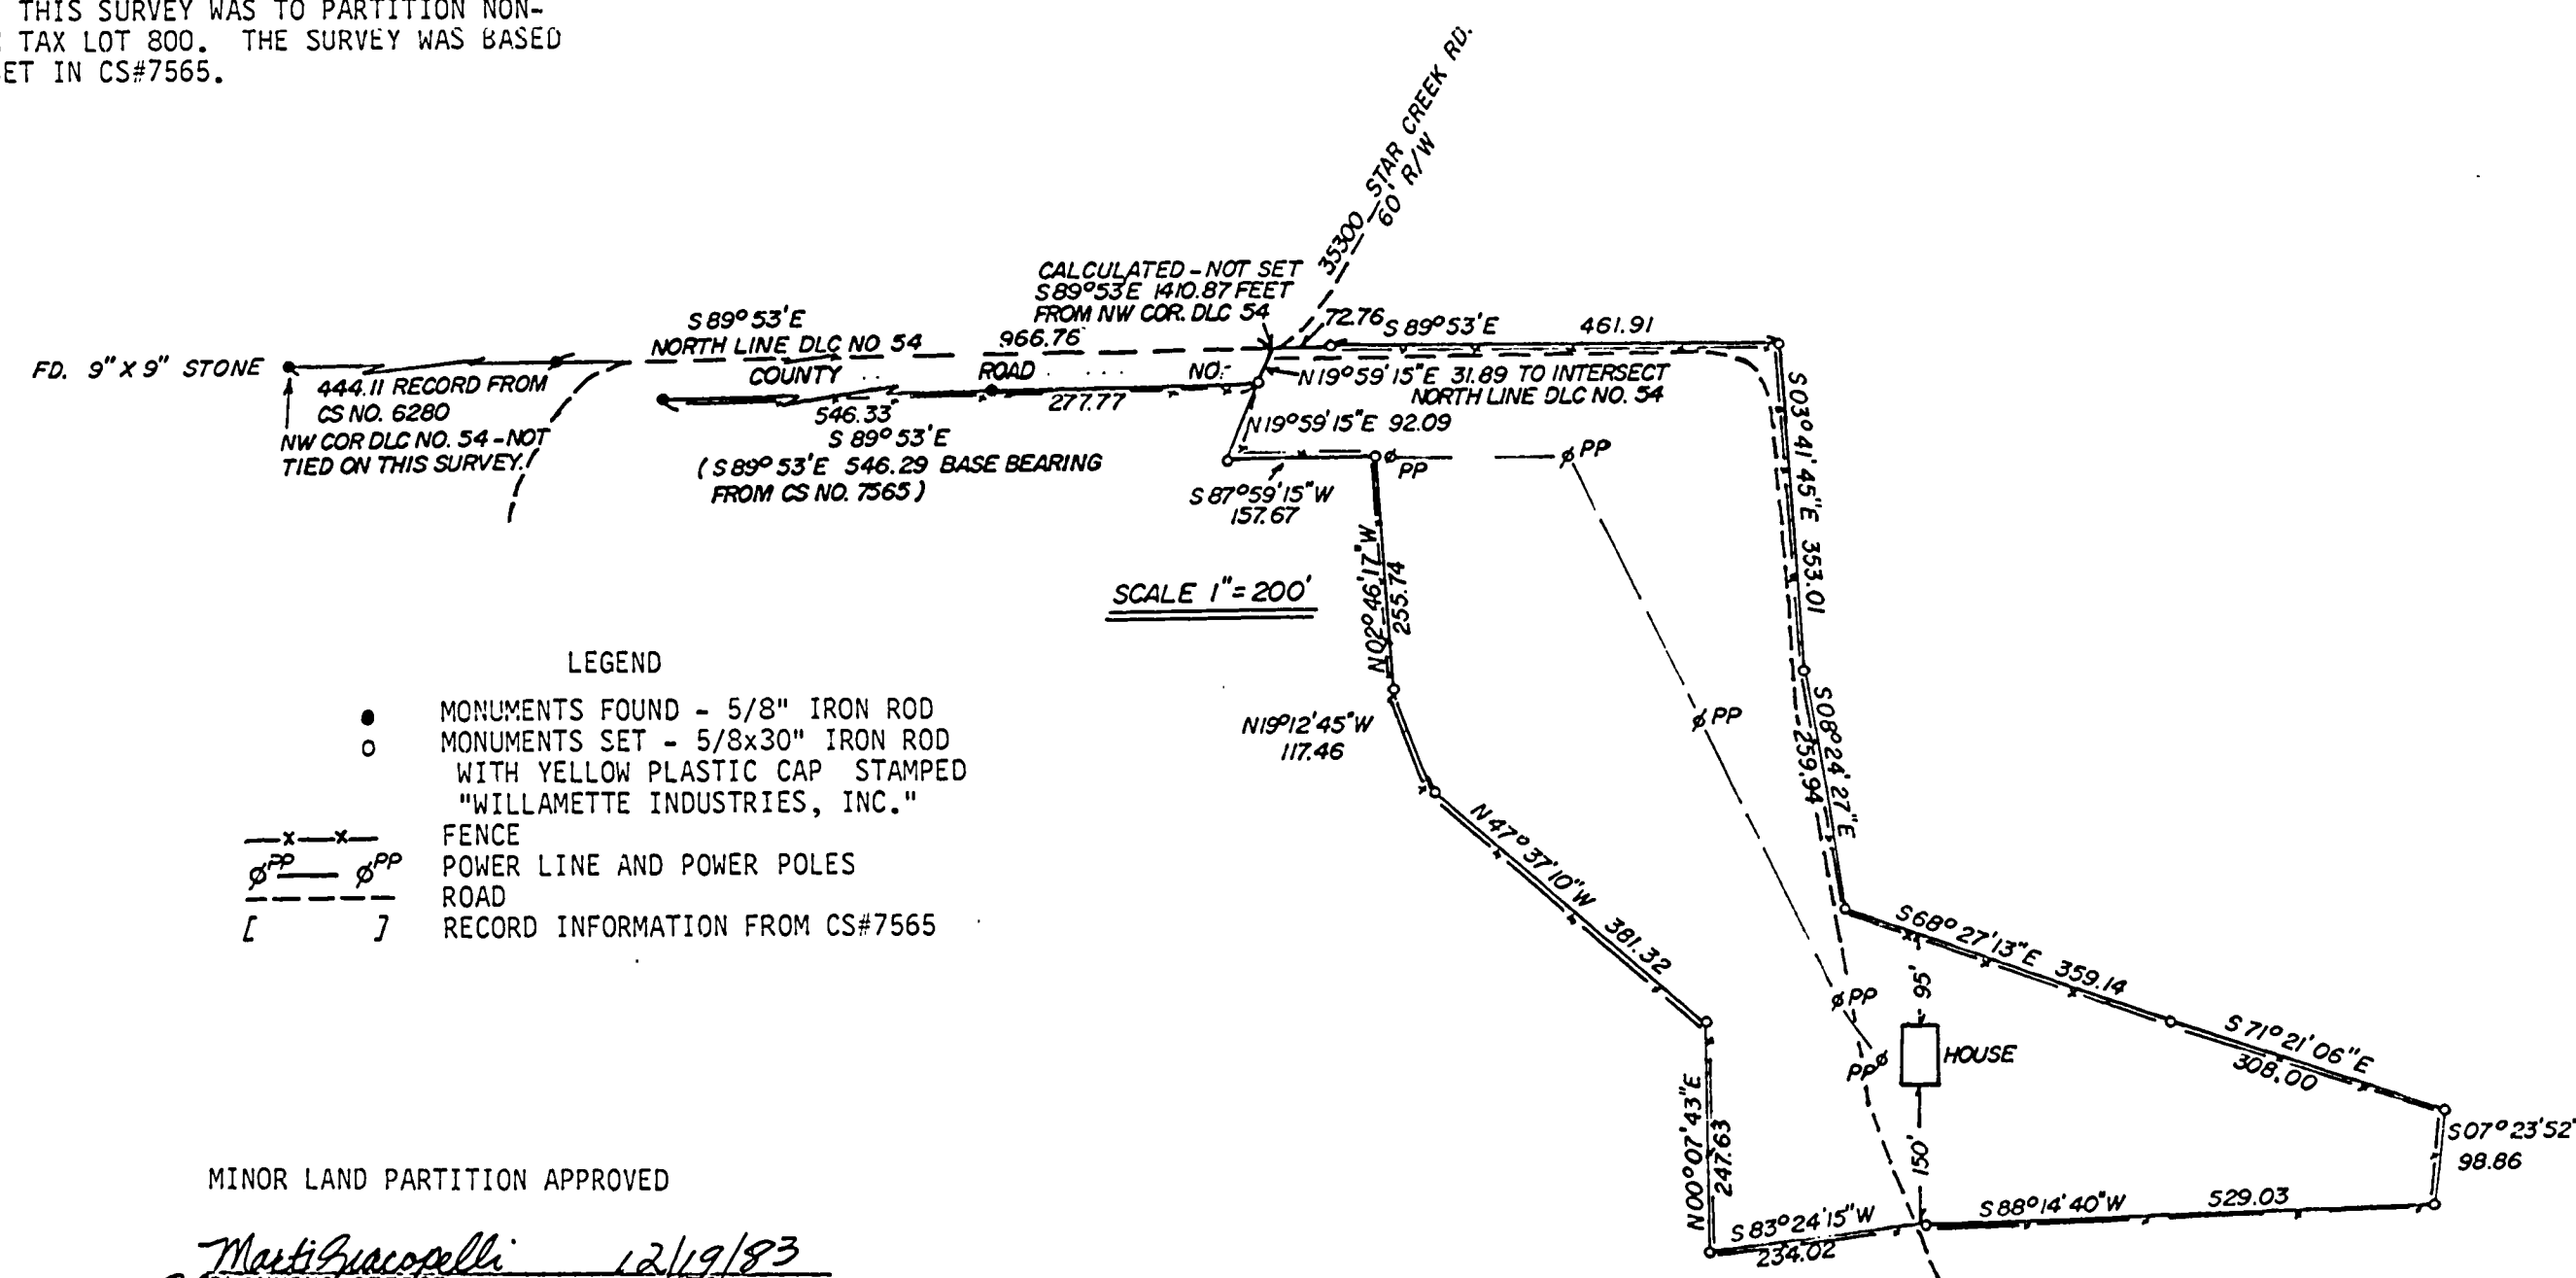 THIS SURVEY WAS TO PARTITION NON-
TAX LOT 800. THE SURVEY WAS BASED
ET IN CS#7565.
35300 STAR CREEK RD.
60' R/W
CALCULATED - NOT SET
S89°53'E 1410.87 FEET
FROM NW COR. DLC 54
S 89° 53'E
NORTH LINE DLC NO 54
966.76
72.76
S 89° 53'E
461.91
FD. 9" X 9" STONE
444.11 RECORD FROM
CS NO. 6280
NW COR DLC NO. 54 - NOT
TIED ON THIS SURVEY.
COUNTY ROAD NO.
N19°59'15"E 31.89 TO INTERSECT
NORTH LINE DLC NO. 54
546.33
277.77
S 89° 53'E
(S 89° 53'E 546.29 BASE BEARING
FROM CS NO. 7565)
N19°59'15"E 92.09
S 87°59'15"W
157.67
PP
PP
S 03° 41' 45"E 353.01
SCALE 1" = 200'
N02°46'17"W
255.74
LEGEND
MONUMENTS FOUND - 5/8" IRON ROD
MONUMENTS SET - 5/8x30" IRON ROD
WITH YELLOW PLASTIC CAP STAMPED
"WILLAMETTE INDUSTRIES, INC."
FENCE
PP PP POWER LINE AND POWER POLES
ROAD
[ ] RECORD INFORMATION FROM CS#7565
N19°12'45"W
117.46
PP
S08°24'27"E
259.94
N47°37'10"W 381.32
S68°27'13"E 359.14
PP
95'
S 71°21'06"E
308.00
HOUSE
PP
S07°23'52"
98.86
N00°07'43"E
247.63
150'
S 83°24'15"W
234.02
S 88°14'40"W 529.03
MINOR LAND PARTITION APPROVED
Marti Giacopelli 12/19/83